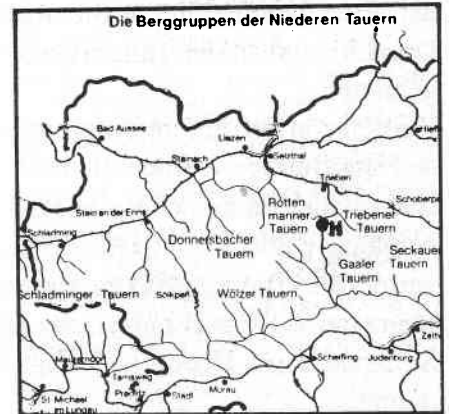 Die Berggruppen der Niederen Tauern
Bad Aussee
Liezen
Selzthal
Stainach
Trieben
Schoberpa
Stein an der Enns
Rotten
manner
Tauern
Triebener
Tauern
H
Schladming
Donnersbacher
Tauern
Seckauer
Tauern
Gaaler
Tauern
Schladminger Tauern
Sölkpaß
Wölzer Tauern
Zeltw
Mauterndorf
Scheifling
Judenburg
Tamsweg
Predlitz
Stadl
Murau
St. Michael
im Lungau